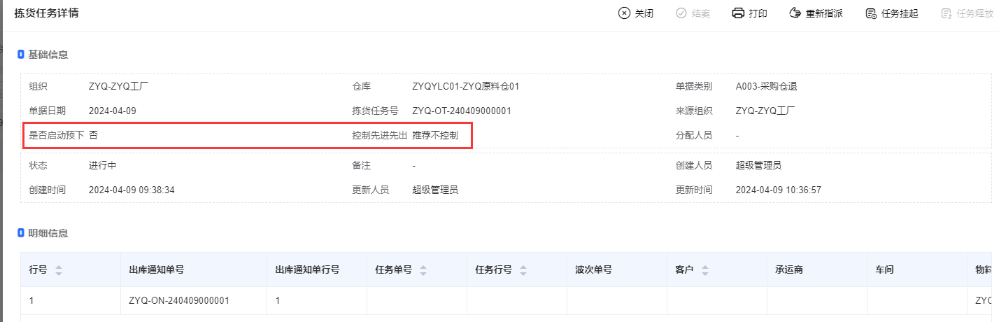 拣货任务详情 关闭 结案 打印 重新指派 任务挂起 任务释放
基础信息
组织 ZYQ-ZYQ工厂 仓库 ZYQYLC01-ZYQ原料仓01 单据类别 A003-采购仓退
单据日期 2024-04-09 拣货任务号 ZYQ-OT-240409000001 来源组织 ZYQ-ZYQ工厂
是否启动预下 否 控制先进先出 推荐不控制 分配人员 -
状态 进行中 备注 - 创建人员 超级管理员
创建时间 2024-04-09 09:38:34 更新人员 超级管理员 更新时间 2024-04-09 10:36:57
明细信息
行号 出库通知单号 出库通知单行号 任务单号 任务行号 波次单号 客户 承运商 车间 物料
1 ZYQ-ON-240409000001 1 ZYQ